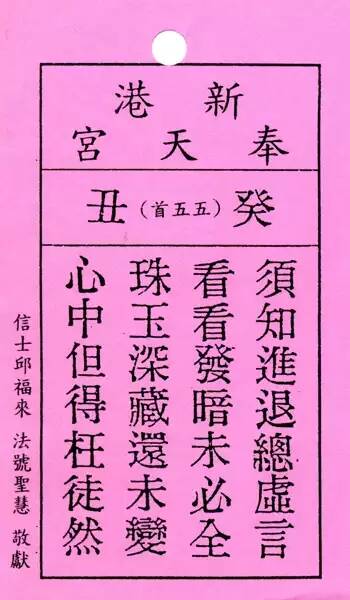 新港
奉天宮
癸（五五首）丑
須知進退總虛言
看看發暗未必全
珠玉深藏還未變
心中但得枉徒然
信士邱福來 法號聖慧 敬獻